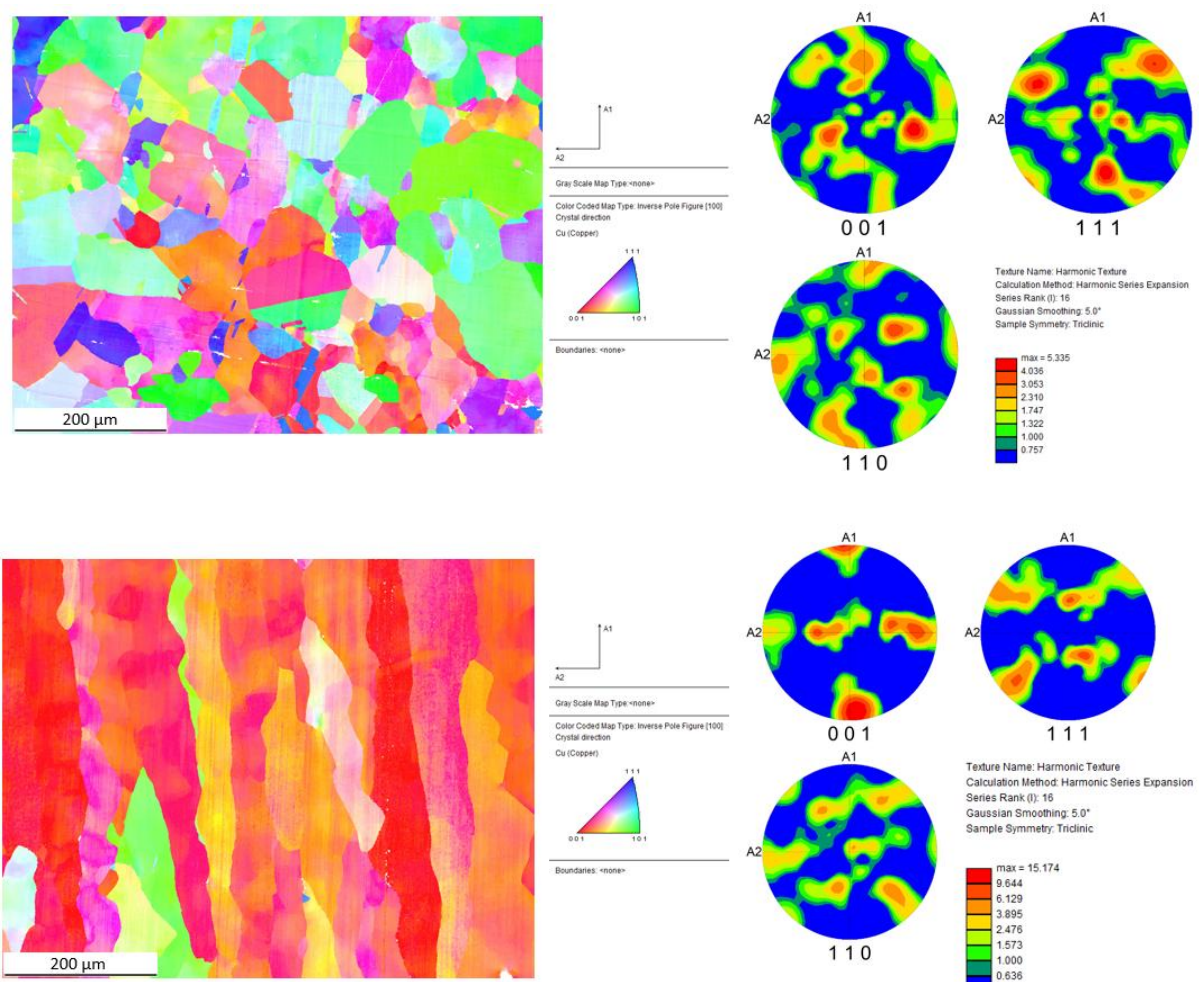 A1
A2
Gray Scale Map Type:<none>
Color Coded Map Type: Inverse Pole Figure [100]
Crystal direction
Cu (Copper)
1 1 1
0 0 1
1 0 1
Boundaries: <none>
200 µm
A1
A2
0 0 1
A1
A2
1 1 1
A1
A2
1 1 0
Texture Name: Harmonic Texture
Calculation Method: Harmonic Series Expansion
Series Rank (l): 16
Gaussian Smoothing: 5.0°
Sample Symmetry: Triclinic
max = 5.335
4.036
3.053
2.310
1.747
1.322
1.000
0.757
A1
A2
Gray Scale Map Type:<none>
Color Coded Map Type: Inverse Pole Figure [100]
Crystal direction
Cu (Copper)
1 1 1
0 0 1
1 0 1
Boundaries: <none>
200 µm
A1
A2
0 0 1
A1
A2
1 1 1
A1
A2
1 1 0
Texture Name: Harmonic Texture
Calculation Method: Harmonic Series Expansion
Series Rank (l): 16
Gaussian Smoothing: 5.0°
Sample Symmetry: Triclinic
max = 15.174
9.644
6.129
3.895
2.476
1.573
1.000
0.636